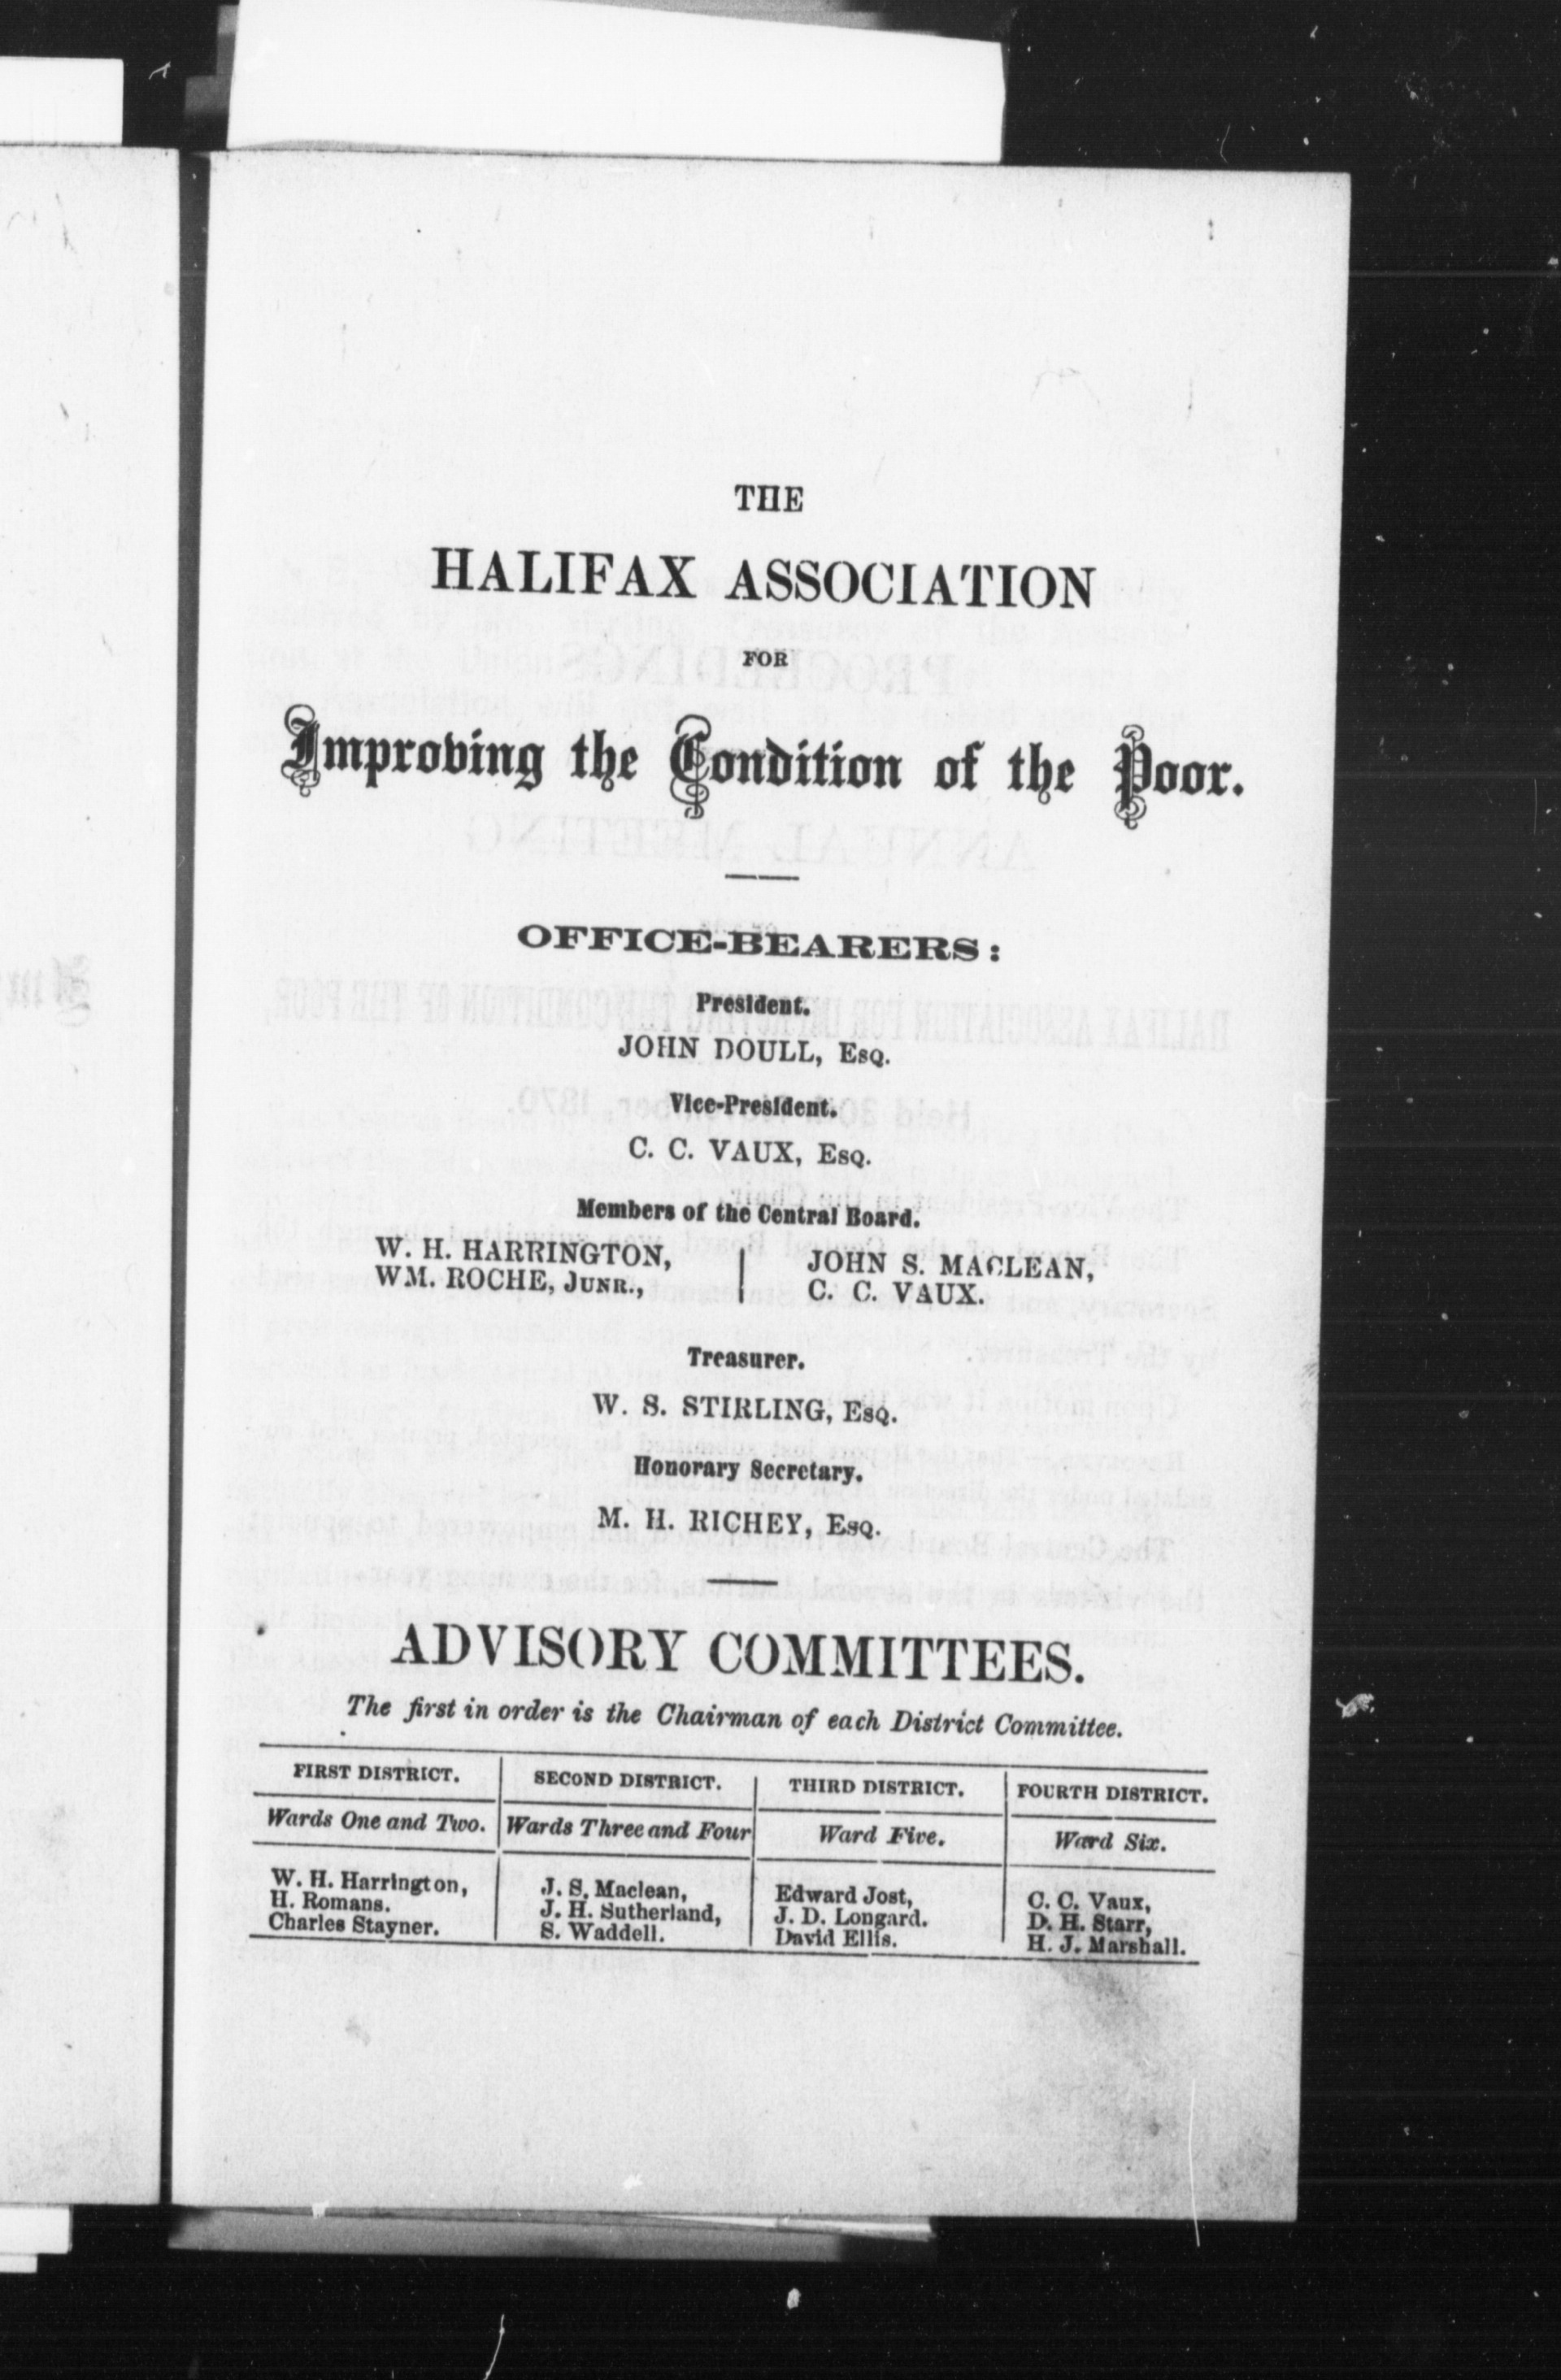 THE
HALIFAX ASSOCIATION
FOR
Improving the Condition of the Poor.
OFFICE-BEARERS:
President.
JOHN DOULL, ESQ.
Vice-President.
C. C. VAUX, ESQ.
Members of the Central Board.
W. H. HARRINGTON, JOHN S. MACLEAN,
WM. ROCHE, JUNR., C. C. VAUX.
Treasurer.
W. S. STIRLING, ESQ.
Honorary Secretary.
M. H. RICHEY, ESQ.
ADVISORY COMMITTEES.
The first in order is the Chairman of each District Committee.
FIRST DISTRICT. SECOND DISTRICT. THIRD DISTRICT. FOURTH DISTRICT.
Wards One and Two. Wards Three and Four Ward Five. Ward Six.
W. H. Harrington, J. S. Maclean, Edward Jost, C. C. Vaux,
H. Romans. J. H. Sutherland, J. D. Longard. D. H. Starr,
Charles Stayner. S. Waddell. David Ellis. H. J. Marshall.